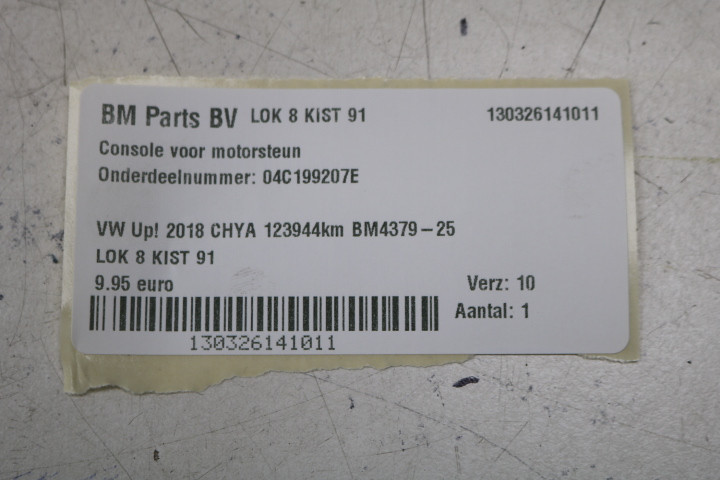 BM Parts BV LOK 8 KIST 91 130326141011
Console voor motorsteun
Onderdeelnummer: 04C199207E
VW Up! 2018 CHYA 123944km BM4379-25
LOK 8 KIST 91
9.95 euro Verz: 10
Aantal: 1
130326141011